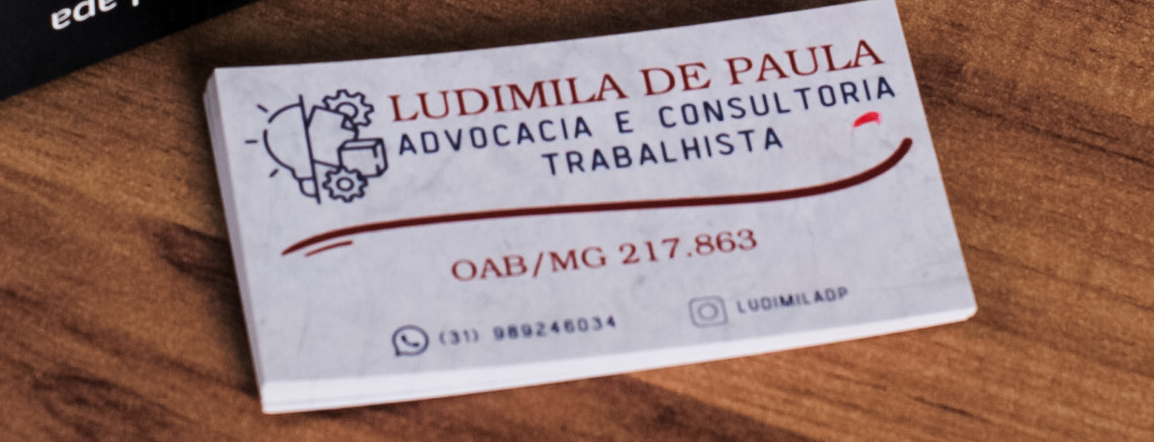 LUDIMILA DE PAULA
ADVOCACIA E CONSULTORIA
TRABALHISTA
OAB/MG 217.863
(31) 989246034
LUDIMILADP